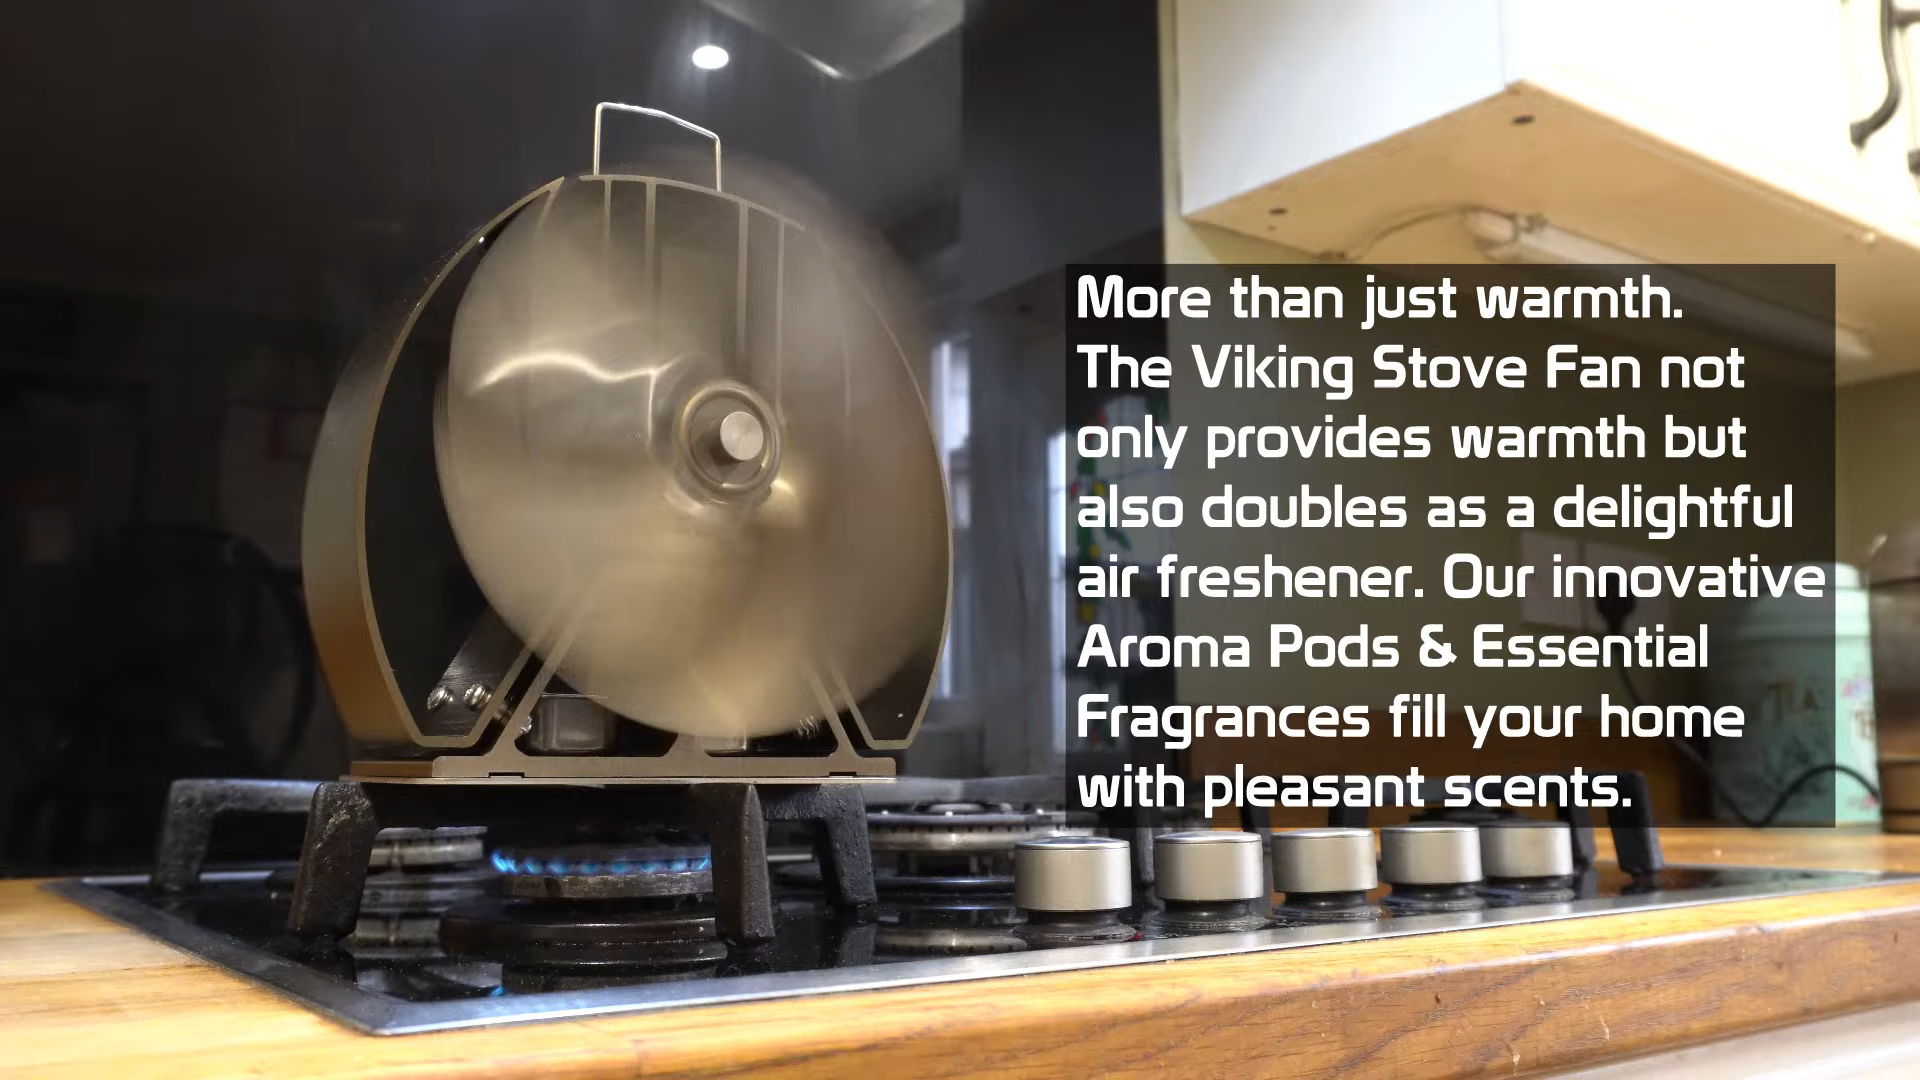 More than just warmth.
The Viking Stove Fan not
only provides warmth but
also doubles as a delightful
air freshener. Our innovative
Aroma Pods & Essential
Fragrances fill your home
with pleasant scents.